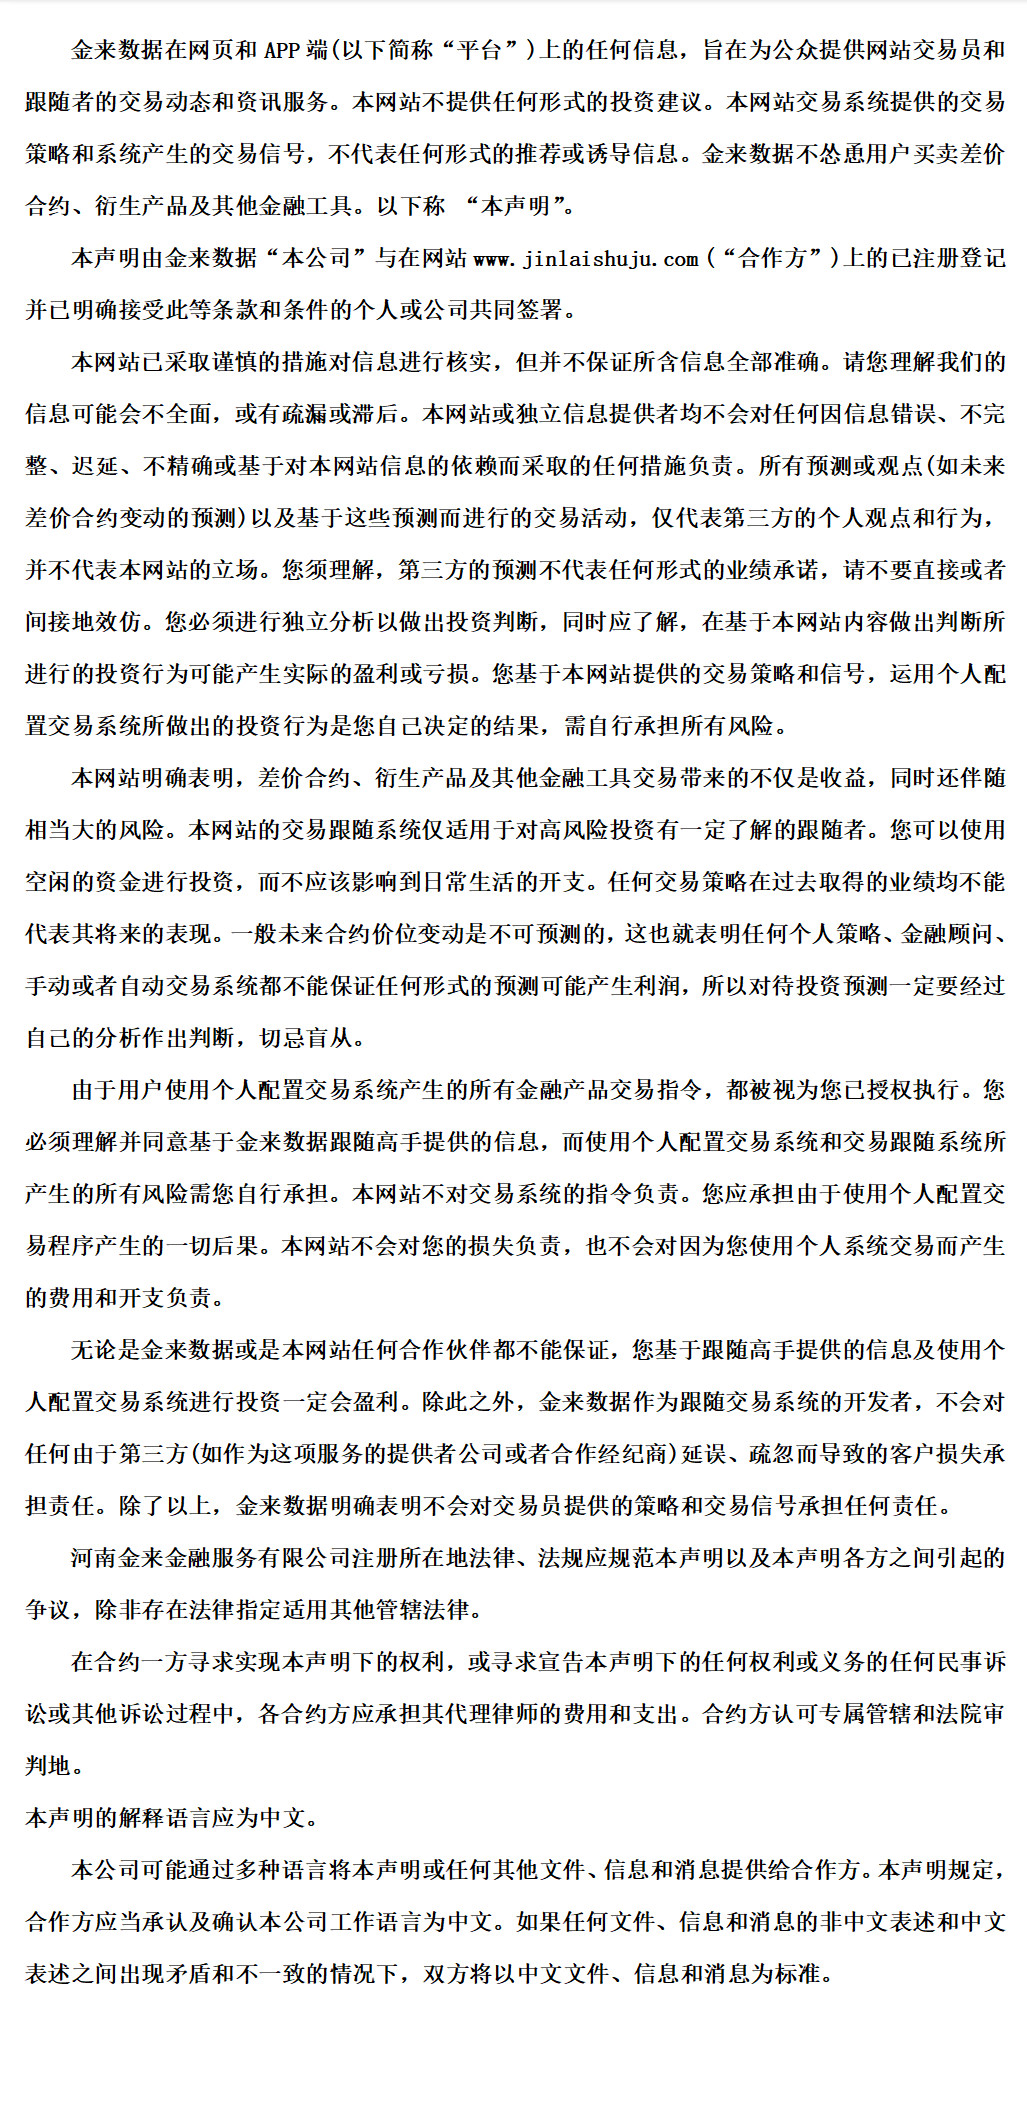 金来数据在网页和 APP 端(以下简称“平台”)上的任何信息，旨在为公众提供网站交易员和
跟随者的交易动态和资讯服务。本网站不提供任何形式的投资建议。本网站交易系统提供的交易
策略和系统产生的交易信号，不代表任何形式的推荐或诱导信息。金来数据不怂恿用户买卖差价
合约、衍生产品及其他金融工具。以下称 “本声明”。
本声明由金来数据“本公司”与在网站 www.jinlaishuju.com (“合作方”)上的已注册登记
并已明确接受此等条款和条件的个人或公司共同签署。
本网站已采取谨慎的措施对信息进行核实，但并不保证所含信息全部准确。请您理解我们的
信息可能会不全面，或有疏漏或滞后。本网站或独立信息提供者均不会对任何因信息错误、不完
整、迟延、不精确或基于对本网站信息的依赖而采取的任何措施负责。所有预测或观点(如未来
差价合约变动的预测)以及基于这些预测而进行的交易活动，仅代表第三方的个人观点和行为，
并不代表本网站的立场。您须理解，第三方的预测不代表任何形式的业绩承诺，请不要直接或者
间接地效仿。您必须进行独立分析以做出投资判断，同时应了解，在基于本网站内容做出判断所
进行的投资行为可能产生实际的盈利或亏损。您基于本网站提供的交易策略和信号，运用个人配
置交易系统所做出的投资行为是您自己决定的结果，需自行承担所有风险。
本网站明确表明，差价合约、衍生产品及其他金融工具交易带来的不仅是收益，同时还伴随
相当大的风险。本网站的交易跟随系统仅适用于对高风险投资有一定了解的跟随者。您可以使用
空闲的资金进行投资，而不应该影响到日常生活的开支。任何交易策略在过去取得的业绩均不能
代表其将来的表现。一般未来合约价位变动是不可预测的，这也就表明任何个人策略、金融顾问、
手动或者自动交易系统都不能保证任何形式的预测可能产生利润，所以对待投资预测一定要经过
自己的分析作出判断，切忌盲从。
由于用户使用个人配置交易系统产生的所有金融产品交易指令，都被视为您已授权执行。您
必须理解并同意基于金来数据跟随高手提供的信息，而使用个人配置交易系统和交易跟随系统所
产生的所有风险需您自行承担。本网站不对交易系统的指令负责。您应承担由于使用个人配置交
易程序产生的一切后果。本网站不会对您的损失负责，也不会对因为您使用个人系统交易而产生
的费用和开支负责。
无论是金来数据或是本网站任何合作伙伴都不能保证，您基于跟随高手提供的信息及使用个
人配置交易系统进行投资一定会盈利。除此之外，金来数据作为跟随交易系统的开发者，不会对
任何由于第三方(如作为这项服务的提供者公司或者合作经纪商)延误、疏忽而导致的客户损失承
担责任。除了以上，金来数据明确表明不会对交易员提供的策略和交易信号承担任何责任。
河南金来金融服务有限公司注册所在地法律、法规应规范本声明以及本声明各方之间引起的
争议，除非存在法律指定适用其他管辖法律。
在合约一方寻求实现本声明下的权利，或寻求宣告本声明下的任何权利或义务的任何民事诉
讼或其他诉讼过程中，各合约方应承担其代理律师的费用和支出。合约方认可专属管辖和法院审
判地。
本声明的解释语言应为中文。
本公司可能通过多种语言将本声明或任何其他文件、信息和消息提供给合作方。本声明规定，
合作方应当承认及确认本公司工作语言为中文。如果任何文件、信息和消息的非中文表述和中文
表述之间出现矛盾和不一致的情况下，双方将以中文文件、信息和消息为标准。